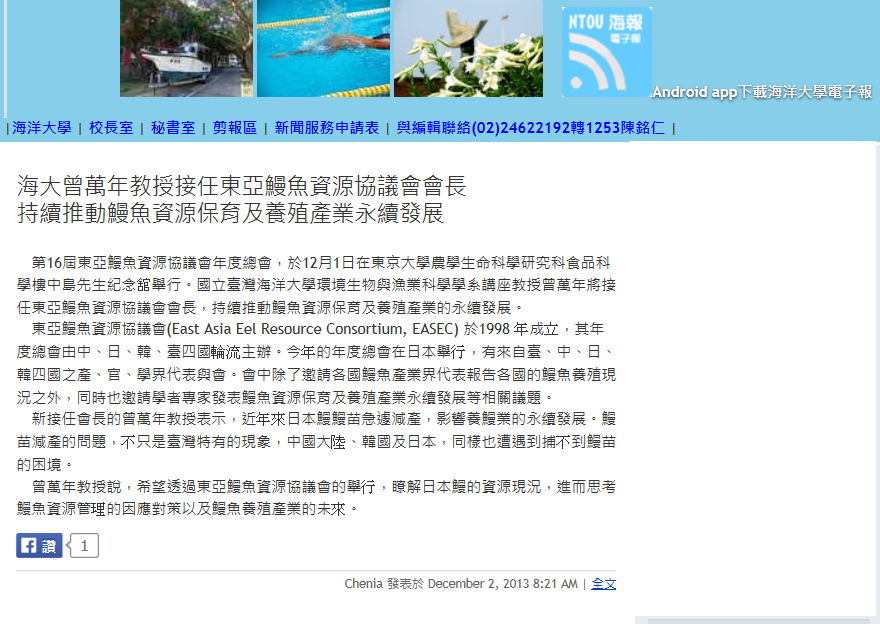 NTOU 海報
電子報
Android app下載海洋大學電子報
|海洋大學 | 校長室 | 秘書室 | 剪報區 | 新聞服務申請表 | 與編輯聯絡(02)24622192轉1253陳銘仁 |
海大曾萬年教授接任東亞鰻魚資源協議會會長
持續推動鰻魚資源保育及養殖產業永續發展
第16屆東亞鰻魚資源協議會年度總會，於12月1日在東京大學農學生命科學研究科食品科
學樓中島先生紀念舘舉行。國立臺灣海洋大學環境生物與漁業科學學系講座教授曾萬年將接
任東亞鰻魚資源協議會會長，持續推動鰻魚資源保育及養殖產業的永續發展。
東亞鰻魚資源協議會(East Asia Eel Resource Consortium, EASEC) 於1998 年成立，其年
度總會由中、日、韓、臺四國輪流主辦。今年的年度總會在日本舉行，有來自臺、中、日、
韓四國之產、官、學界代表與會。會中除了邀請各國鰻魚產業界代表報告各國的鰻魚養殖現
況之外，同時也邀請學者專家發表鰻魚資源保育及養殖產業永續發展等相關議題。
新接任會長的曾萬年教授表示，近年來日本鰻鰻苗急遽減產，影響養鰻業的永續發展。鰻
苗減產的問題，不只是臺灣特有的現象，中國大陸、韓國及日本，同樣也遭遇到捕不到鰻苗
的困境。
曾萬年教授說，希望透過東亞鰻魚資源協議會的舉行，瞭解日本鰻的資源現況，進而思考
鰻魚資源管理的因應對策以及鰻魚養殖產業的未來。
讚 1
Chenia 發表於 December 2, 2013 8:21 AM | 全文